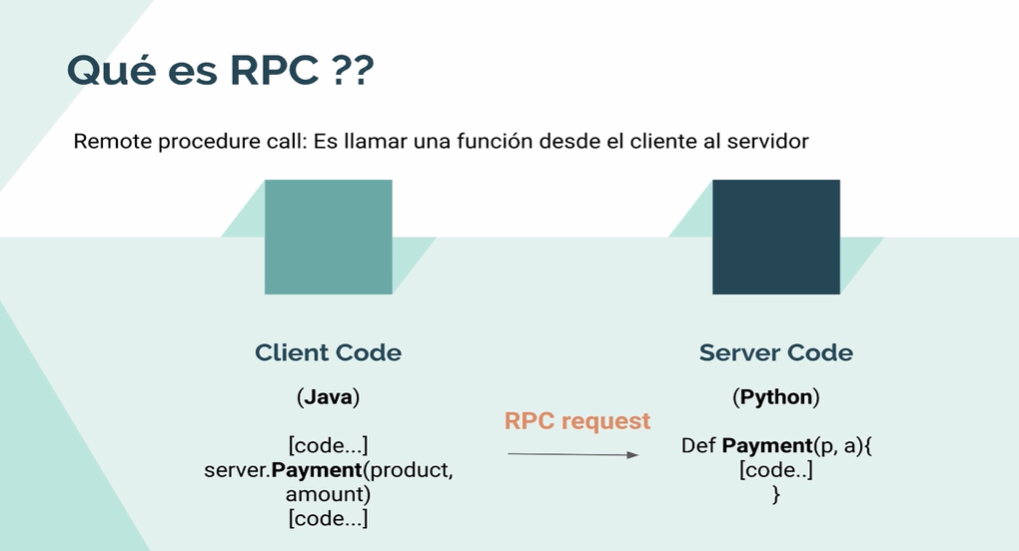 Qué es RPC ??
Remote procedure call: Es llamar una función desde el cliente al servidor
Client Code
(Java)
[code...]
server.Payment(product,
amount)
[code...]
RPC request
Server Code
(Python)
Def Payment(p, a){
[code..]
}